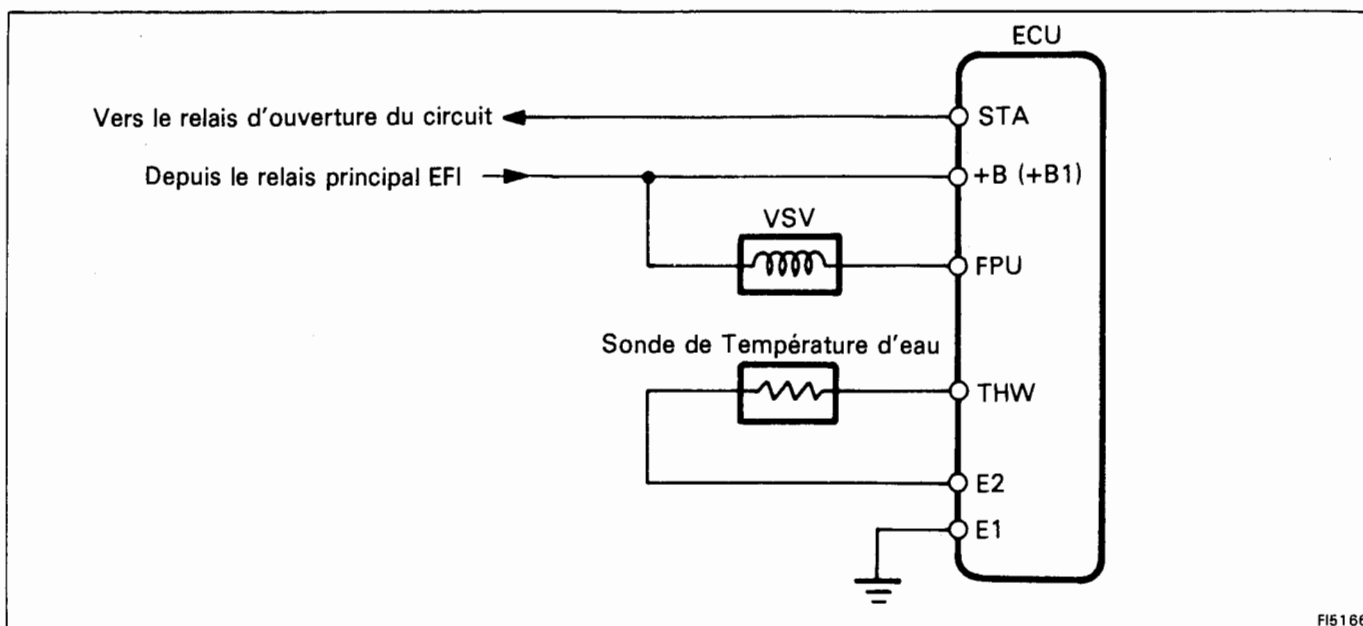 ECU
Vers le relais d'ouverture du circuit
STA
Depuis le relais principal EFI
+B (+B1)
VSV
FPU
Sonde de Température d'eau
THW
E2
E1
FI5166